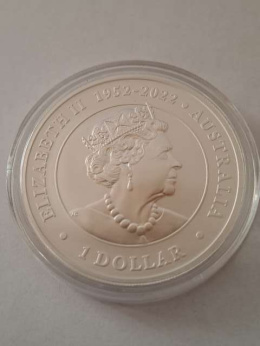 ELIZABETH II 1952-2022 • AUSTRALIA •
1 DOLLAR •